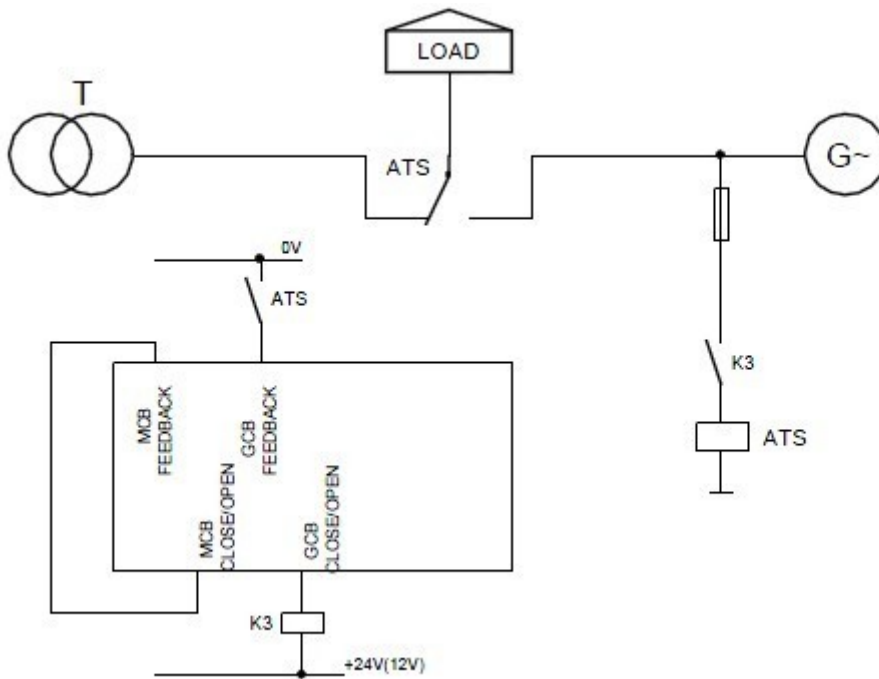 LOAD
T
ATS
G~
0V
ATS
K3
MCB
FEEDBACK
GCB
FEEDBACK
ATS
MCB
CLOSE/OPEN
GCB
CLOSE/OPEN
K3
+24V(12V)